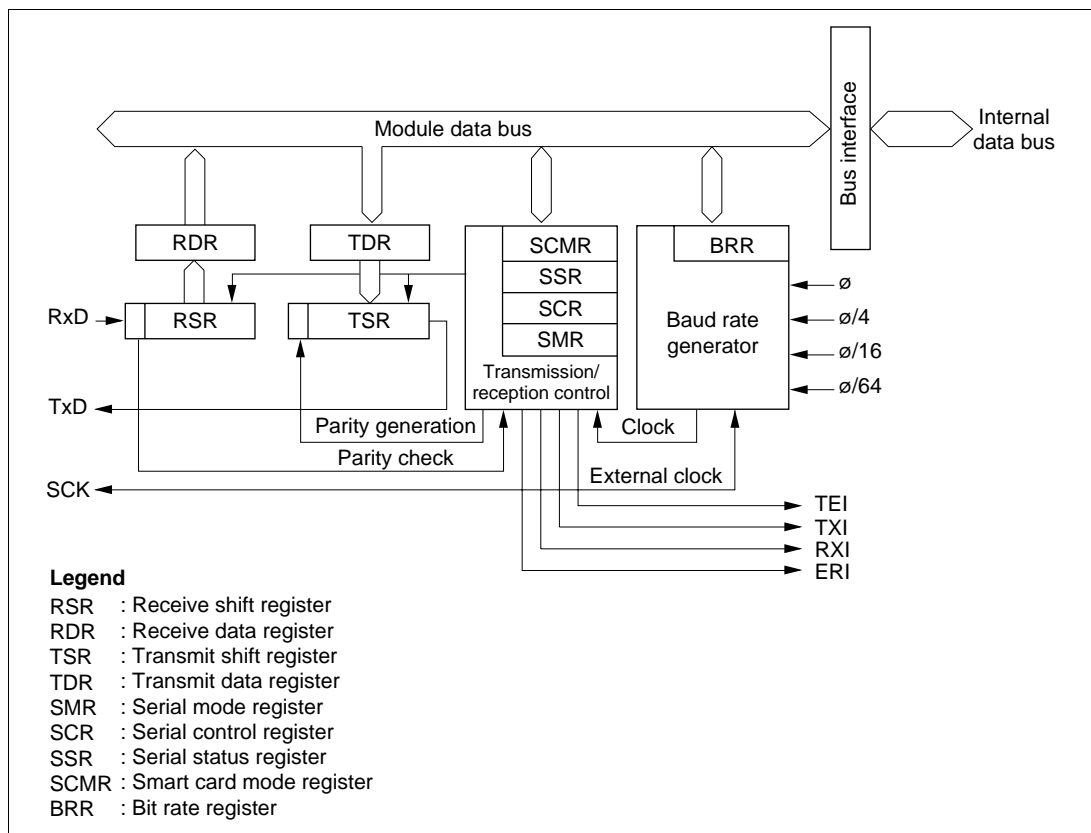 Module data bus
Bus interface
Internal
data bus
RDR
TDR
SCMR
SSR
SCR
SMR
Transmission/
reception control
BRR
Baud rate
generator
ø
ø/4
ø/16
ø/64
RxD
RSR
TSR
TxD
Parity generation
Parity check
Clock
External clock
SCK
TEI
TXI
RXI
ERI
Legend
RSR : Receive shift register
RDR : Receive data register
TSR : Transmit shift register
TDR : Transmit data register
SMR : Serial mode register
SCR : Serial control register
SSR : Serial status register
SCMR : Smart card mode register
BRR : Bit rate register